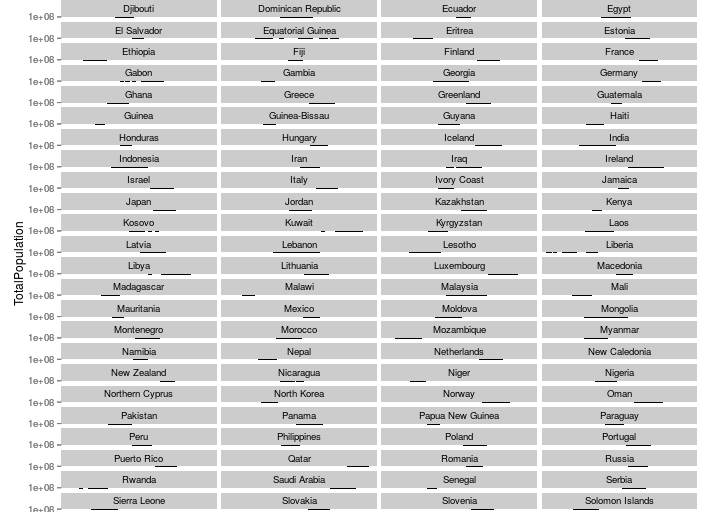 Djibouti Dominican Republic Ecuador Egypt
1e+08
El Salvador Equatorial Guinea Eritrea Estonia
1e+08
Ethiopia Fiji Finland France
1e+08
Gabon Gambia Georgia Germany
1e+08
Ghana Greece Greenland Guatemala
1e+08
Guinea Guinea-Bissau Guyana Haiti
1e+08
Honduras Hungary Iceland India
1e+08
Indonesia Iran Iraq Ireland
1e+08
Israel Italy Ivory Coast Jamaica
1e+08
Japan Jordan Kazakhstan Kenya
1e+08
Kosovo Kuwait Kyrgyzstan Laos
1e+08
Latvia Lebanon Lesotho Liberia
1e+08
Libya Lithuania Luxembourg Macedonia
1e+08
TotalPopulation
Madagascar Malawi Malaysia Mali
1e+08
Mauritania Mexico Moldova Mongolia
1e+08
Montenegro Morocco Mozambique Myanmar
1e+08
Namibia Nepal Netherlands New Caledonia
1e+08
New Zealand Nicaragua Niger Nigeria
1e+08
Northern Cyprus North Korea Norway Oman
1e+08
Pakistan Panama Papua New Guinea Paraguay
1e+08
Peru Philippines Poland Portugal
1e+08
Puerto Rico Qatar Romania Russia
1e+08
Rwanda Saudi Arabia Senegal Serbia
1e+08
Sierra Leone Slovakia Slovenia Solomon Islands
1e+08